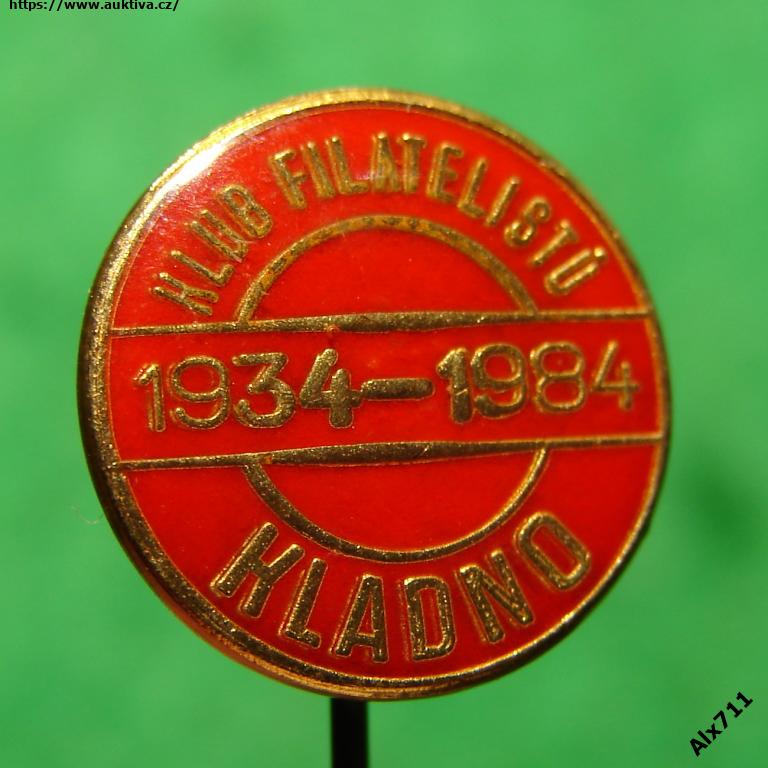 https://www.auktiva.cz/
KLUB FILATELISTŮ
1934-1984
KLADNO
Alx711